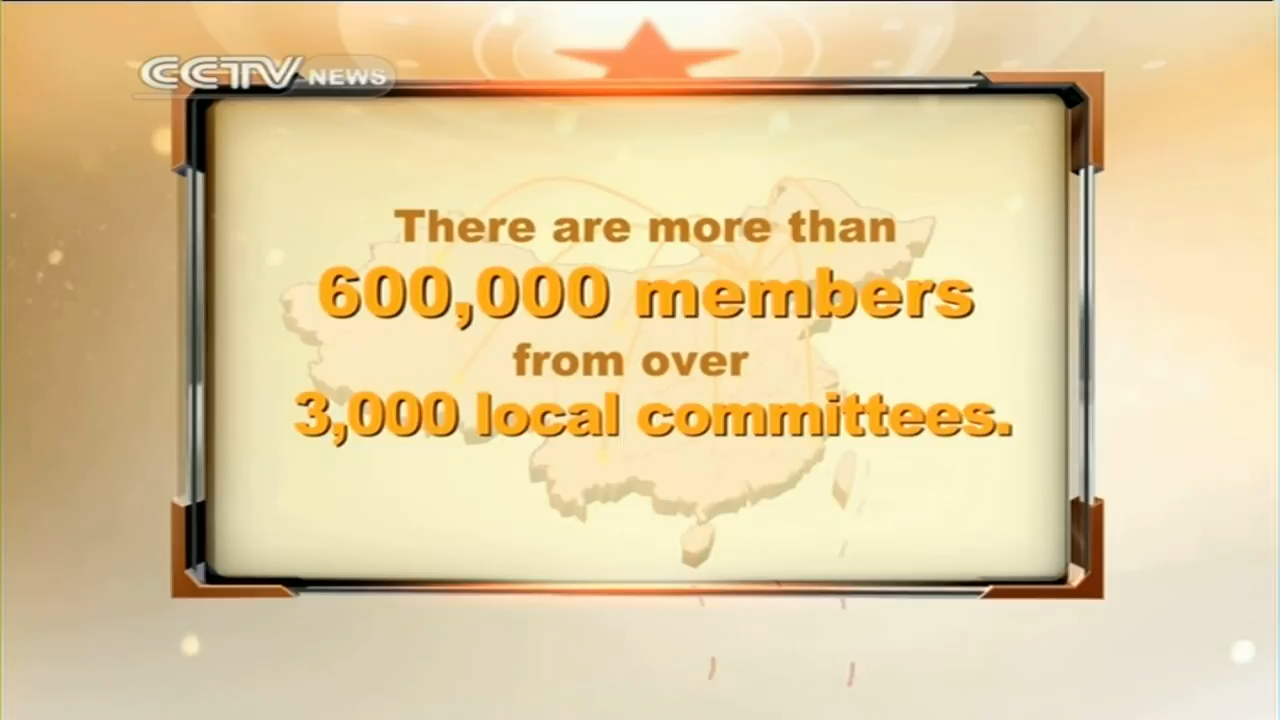 CCTV NEWS
There are more than
600,000 members
from over
3,000 local committees.